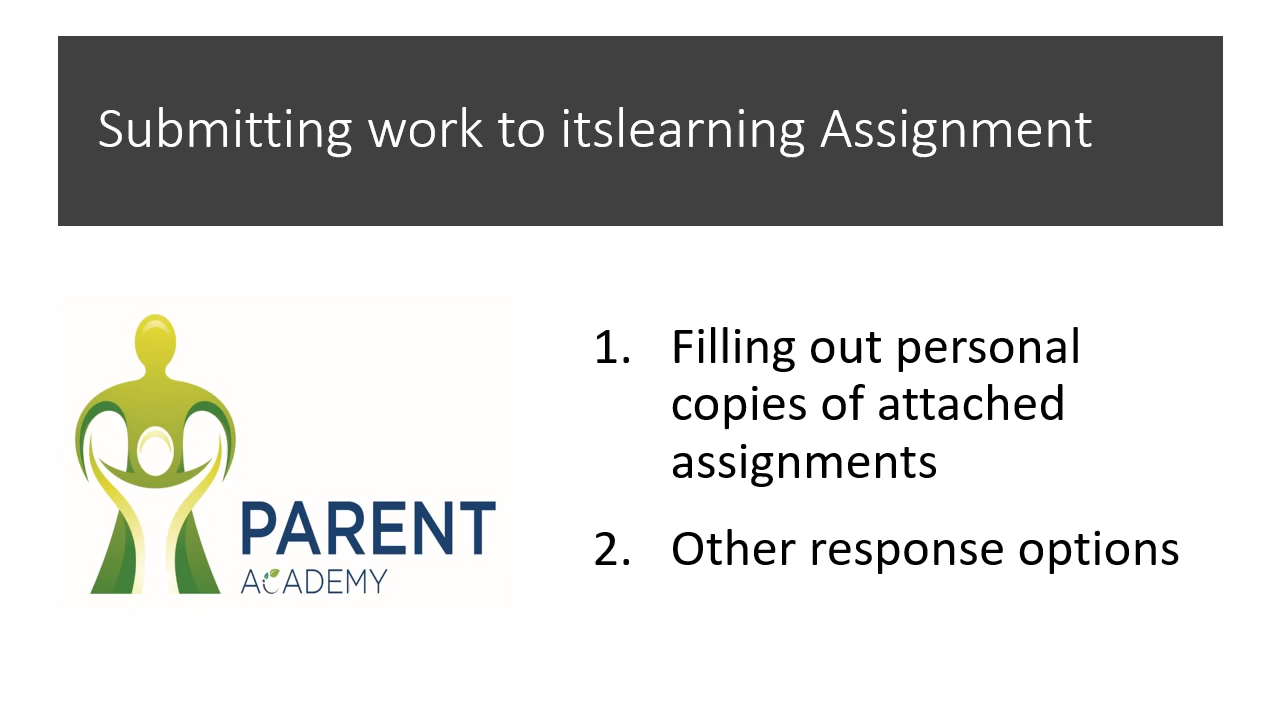 Submitting work to itslearning Assignment
1. Filling out personal
copies of attached
assignments
2. Other response options
PARENT
ACADEMY